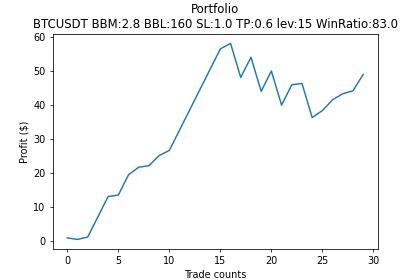 Portfolio
BTCUSDT BBM:2.8 BBL:160 SL:1.0 TP:0.6 lev:15 WinRatio:83.0
60
50
40
30
20
10
0
Profit ($)
0 5 10 15 20 25 30
Trade counts